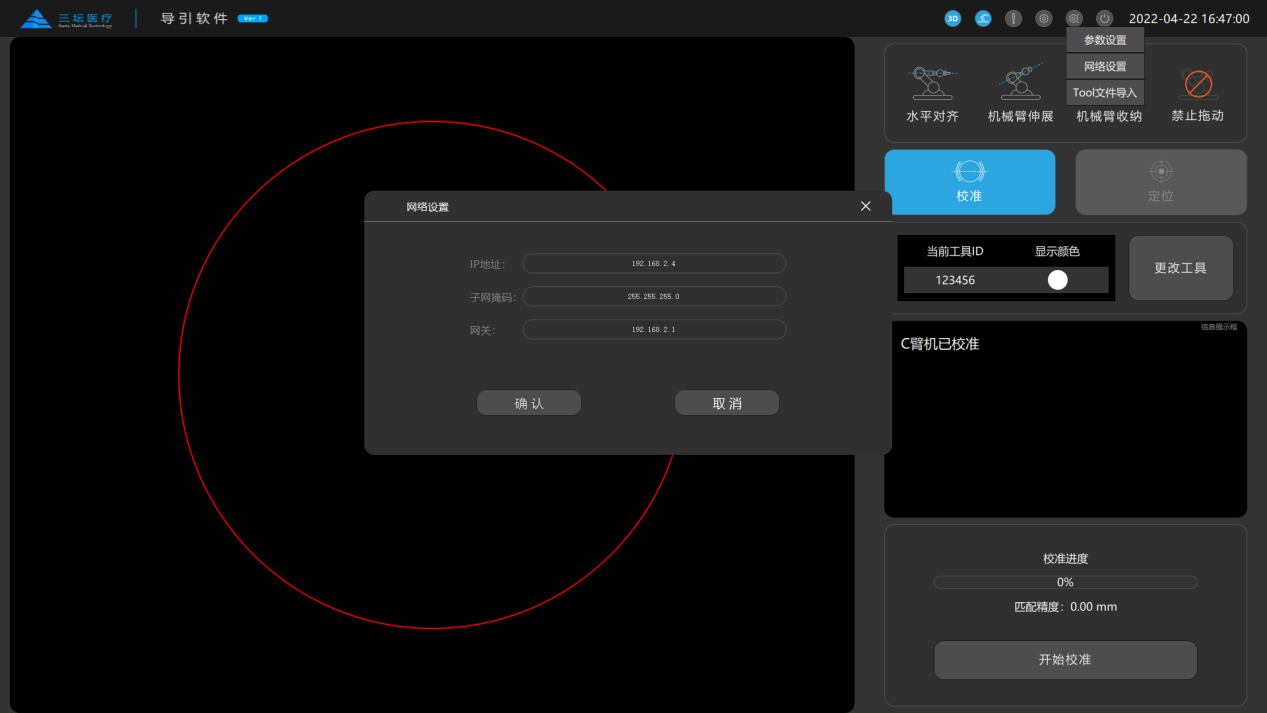 三坛医疗
Santa Medical Technology
导引软件
Ver 1
3D
2022-04-22 16:47:00
参数设置
网络设置
Tool文件导入
水平对齐
机械臂伸展
机械臂收纳
禁止拖动
校准
定位
网络设置
IP地址:
192.168.2.4
子网掩码:
255.255.255.0
网关:
192.168.2.1
确认
取消
当前工具ID
显示颜色
123456
更改工具
信息提示框
C臂机已校准
校准进度
0%
匹配精度: 0.00 mm
开始校准